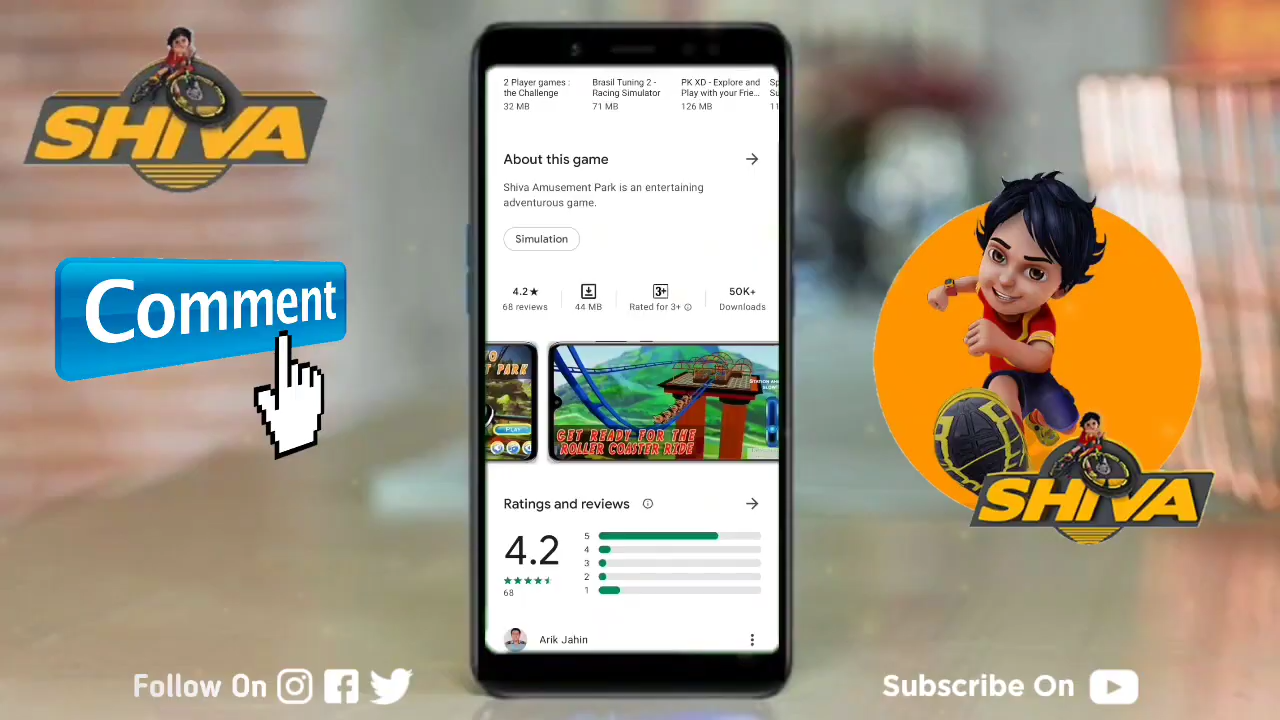 SHIVA
Comment
Follow On
2 Player games : the Challenge
32 MB
Brasil Tuning 2 - Racing Simulator
71 MB
PK XD - Explore and Play with your Frie...
126 MB
About this game
Shiva Amusement Park is an entertaining
adventurous game.
Simulation
4.2★
68 reviews
44 MB
3+
Rated for 3+
50K+
Downloads
PARK
PLAY
GET READY FOR THE
ROLLER COASTER RIDE
Ratings and reviews
4.2
68
5
4
3
2
1
Arik Jahin
SHIVA
Subscribe On